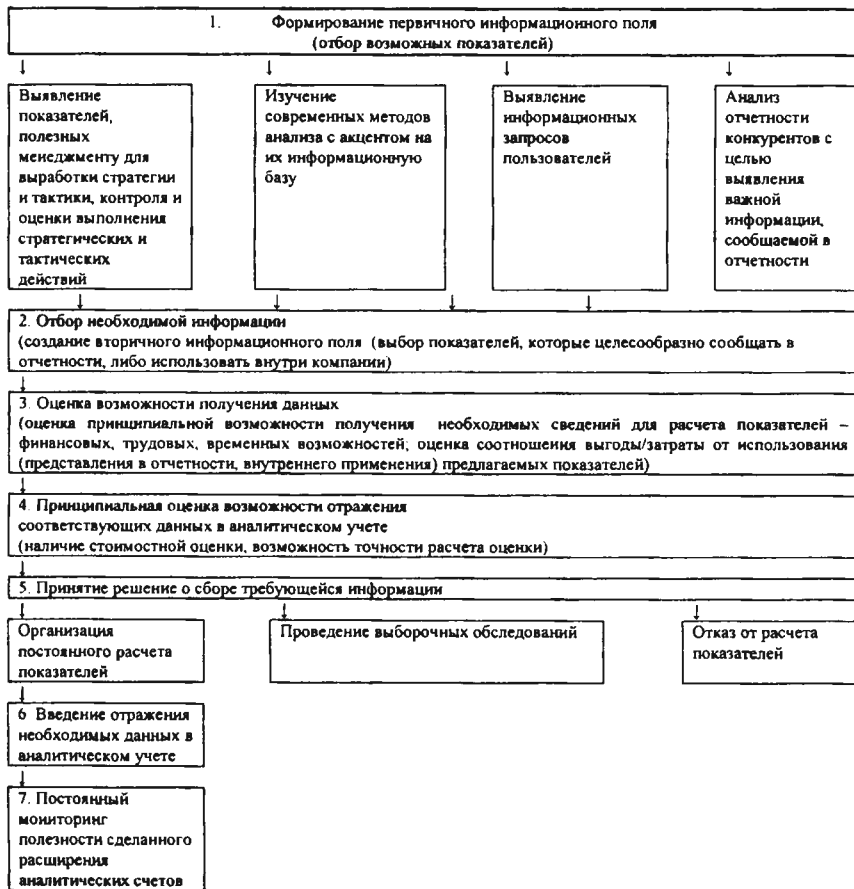 1. Формирование первичного информационного поля
(отбор возможных показателей)
Выявление
показателей,
полезных
менеджменту для
выработки стратегии
и тактики, контроля и
оценки выполнения
стратегических и
тактических
действий
Изучение
современных методов
анализа с акцентом на
их информационную
базу
Выявление
информационных
запросов
пользователей
Анализ
отчетности
конкурентов с
целью
выявления
важной
информации,
сообщаемой в
отчетности
2. Отбор необходимой информации
(создание вторичного информационного поля (выбор показателей, которые целесообразно сообщать в
отчетности, либо использовать внутри компании)
3. Оценка возможности получения данных
(оценка принципиальной возможности получения необходимых сведений для расчета показателей –
финансовых, трудовых, временных возможностей; оценка соотношения выгоды/затраты от использования
(представления в отчетности, внутреннего применения) предлагаемых показателей)
4. Принципиальная оценка возможности отражения
соответствующих данных в аналитическом учете
(наличие стоимостной оценки, возможность точности расчета оценки)
5. Принятие решение о сборе требующейся информации
Организация
постоянного расчета
показателей
Проведение выборочных обследований
Отказ от расчета
показателей
6 Введение отражения
необходимых данных в
аналитическом учете
7. Постоянный
мониторинг
полезности сделанного
расширения
аналитических счетов